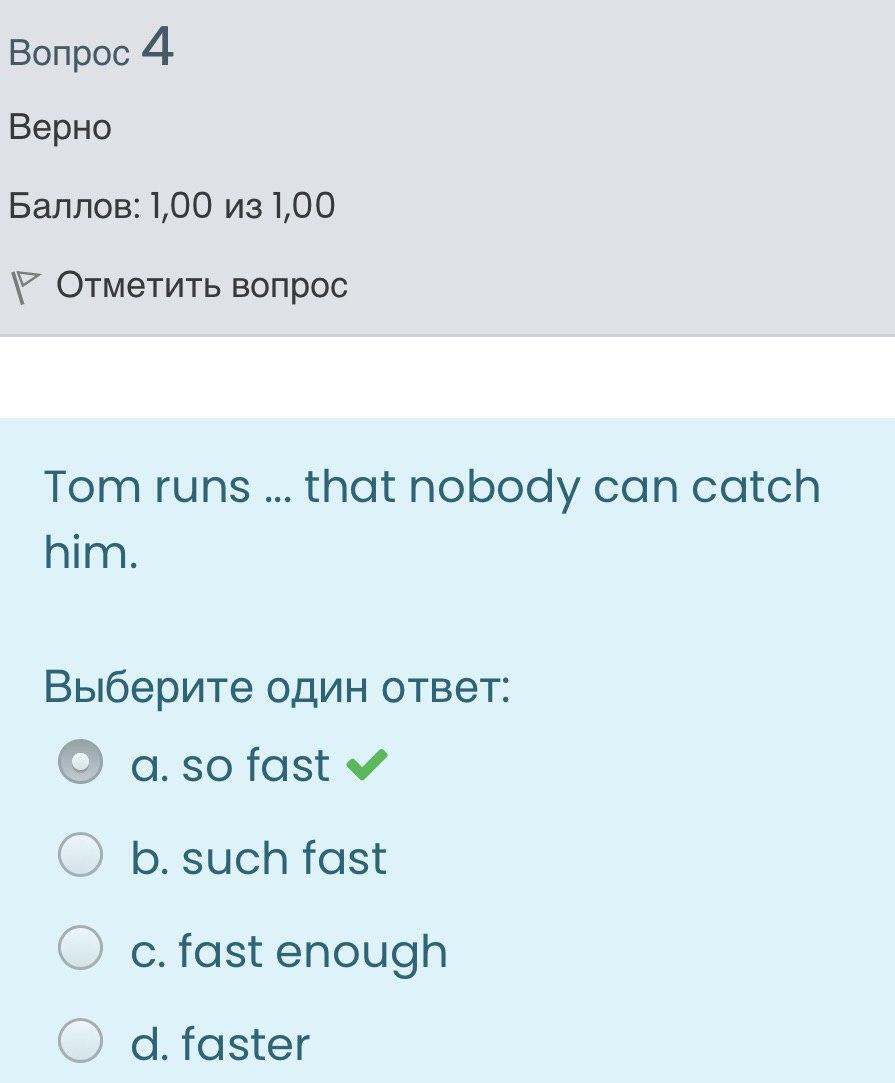 Вопрос 4
Верно
Баллов: 1,00 из 1,00
Отметить вопрос
Tom runs ... that nobody can catch
him.
Выберите один ответ:
a. so fast
b. such fast
c. fast enough
d. faster